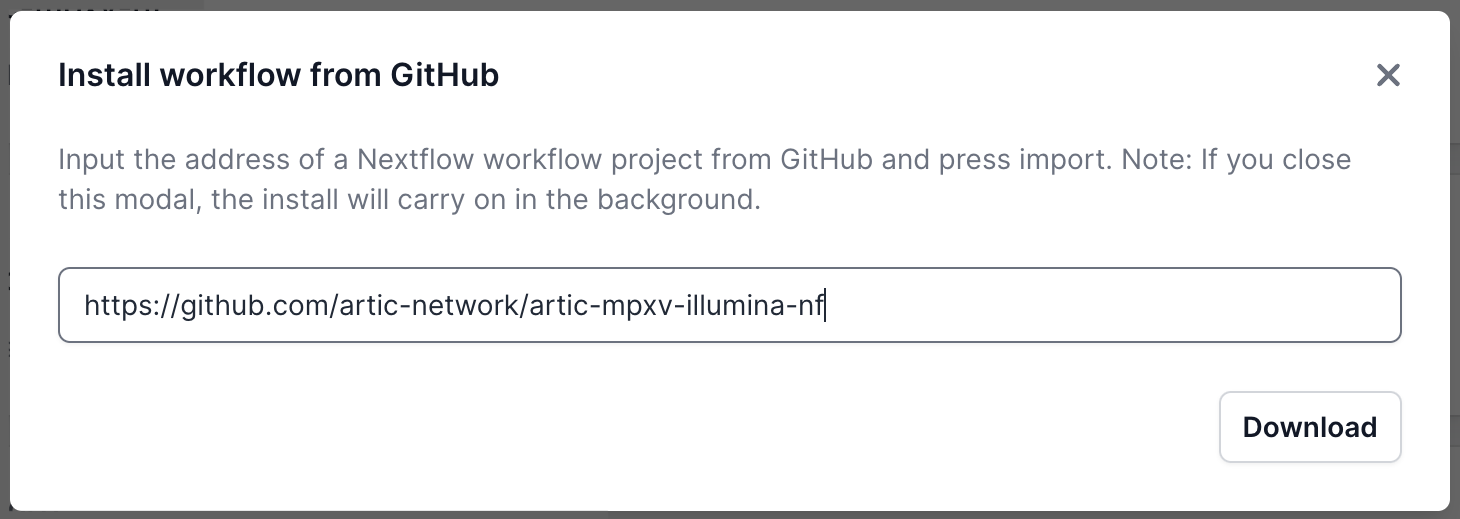 Install workflow from GitHub
Input the address of a Nextflow workflow project from GitHub and press import. Note: If you close
this modal, the install will carry on in the background.
https://github.com/artic-network/artic-mpxv-illumina-nf
Download